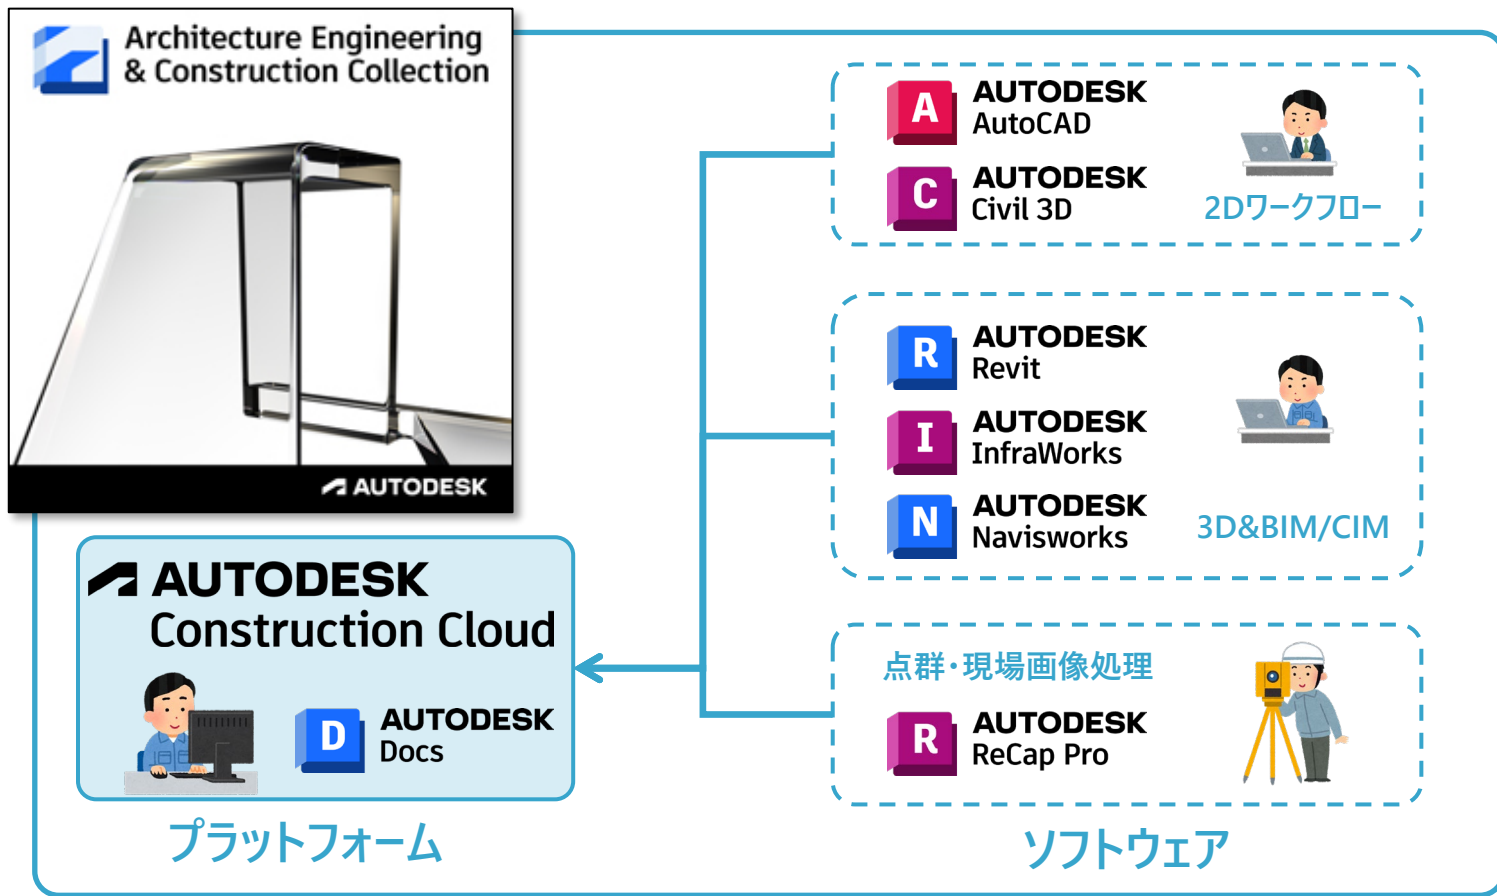 Architecture Engineering
& Construction Collection
AUTODESK
AUTODESK
Construction Cloud
D
AUTODESK
Docs
プラットフォーム
A
AUTODESK
AutoCAD
C
AUTODESK
Civil 3D
2Dワークフロー
R
AUTODESK
Revit
I
AUTODESK
InfraWorks
N
AUTODESK
Navisworks
3D&BIM/CIM
点群・現場画像処理
R
AUTODESK
ReCap Pro
ソフトウェア